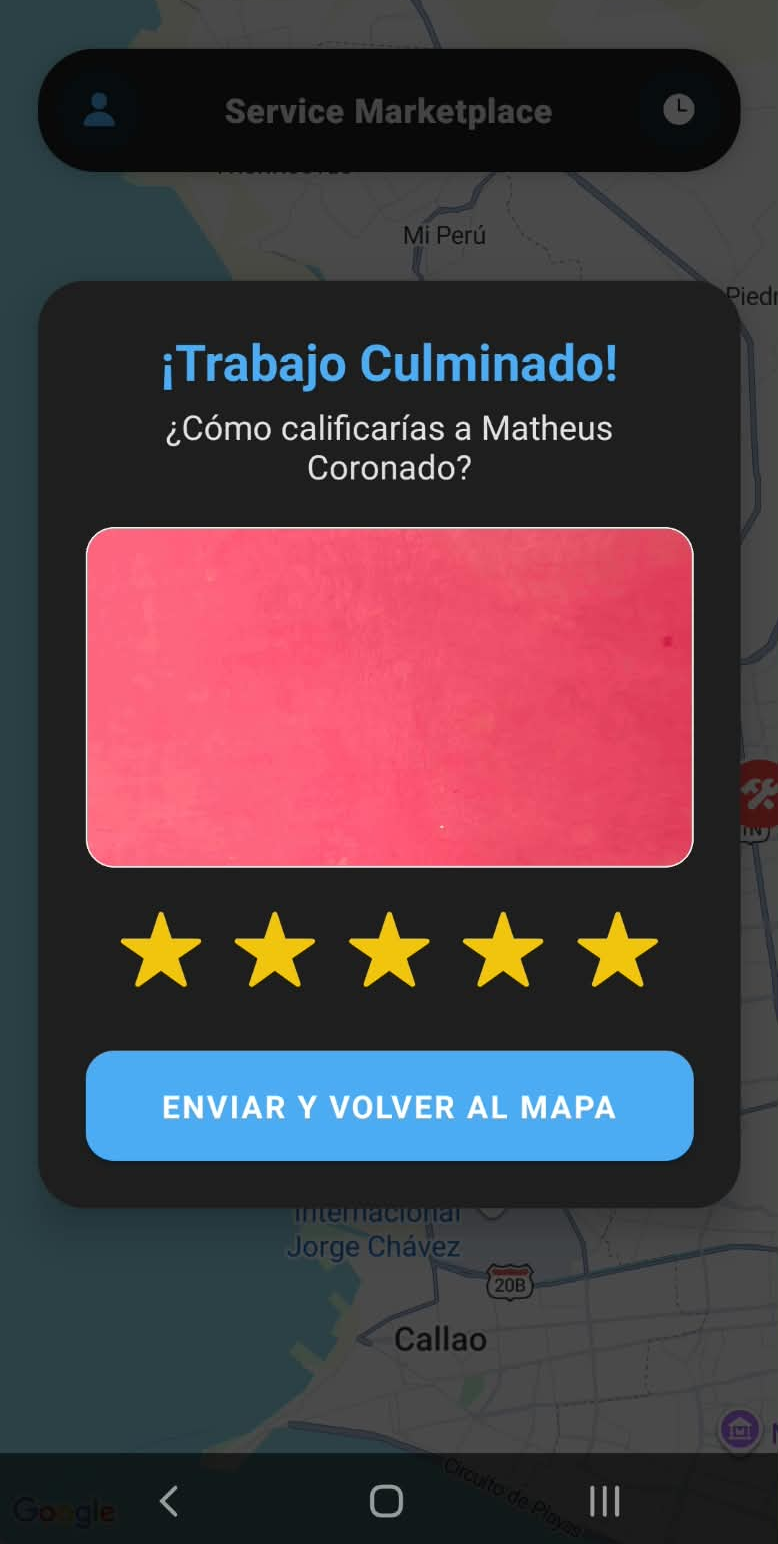 Service Marketplace
Mi Perú
Piedr
¡Trabajo Culminado!
¿Cómo calificarías a Matheus
Coronado?
1N
ENVIAR Y VOLVER AL MAPA
Internacional
Jorge Chávez
20B
Callao
N
Circuito de Playas
Google